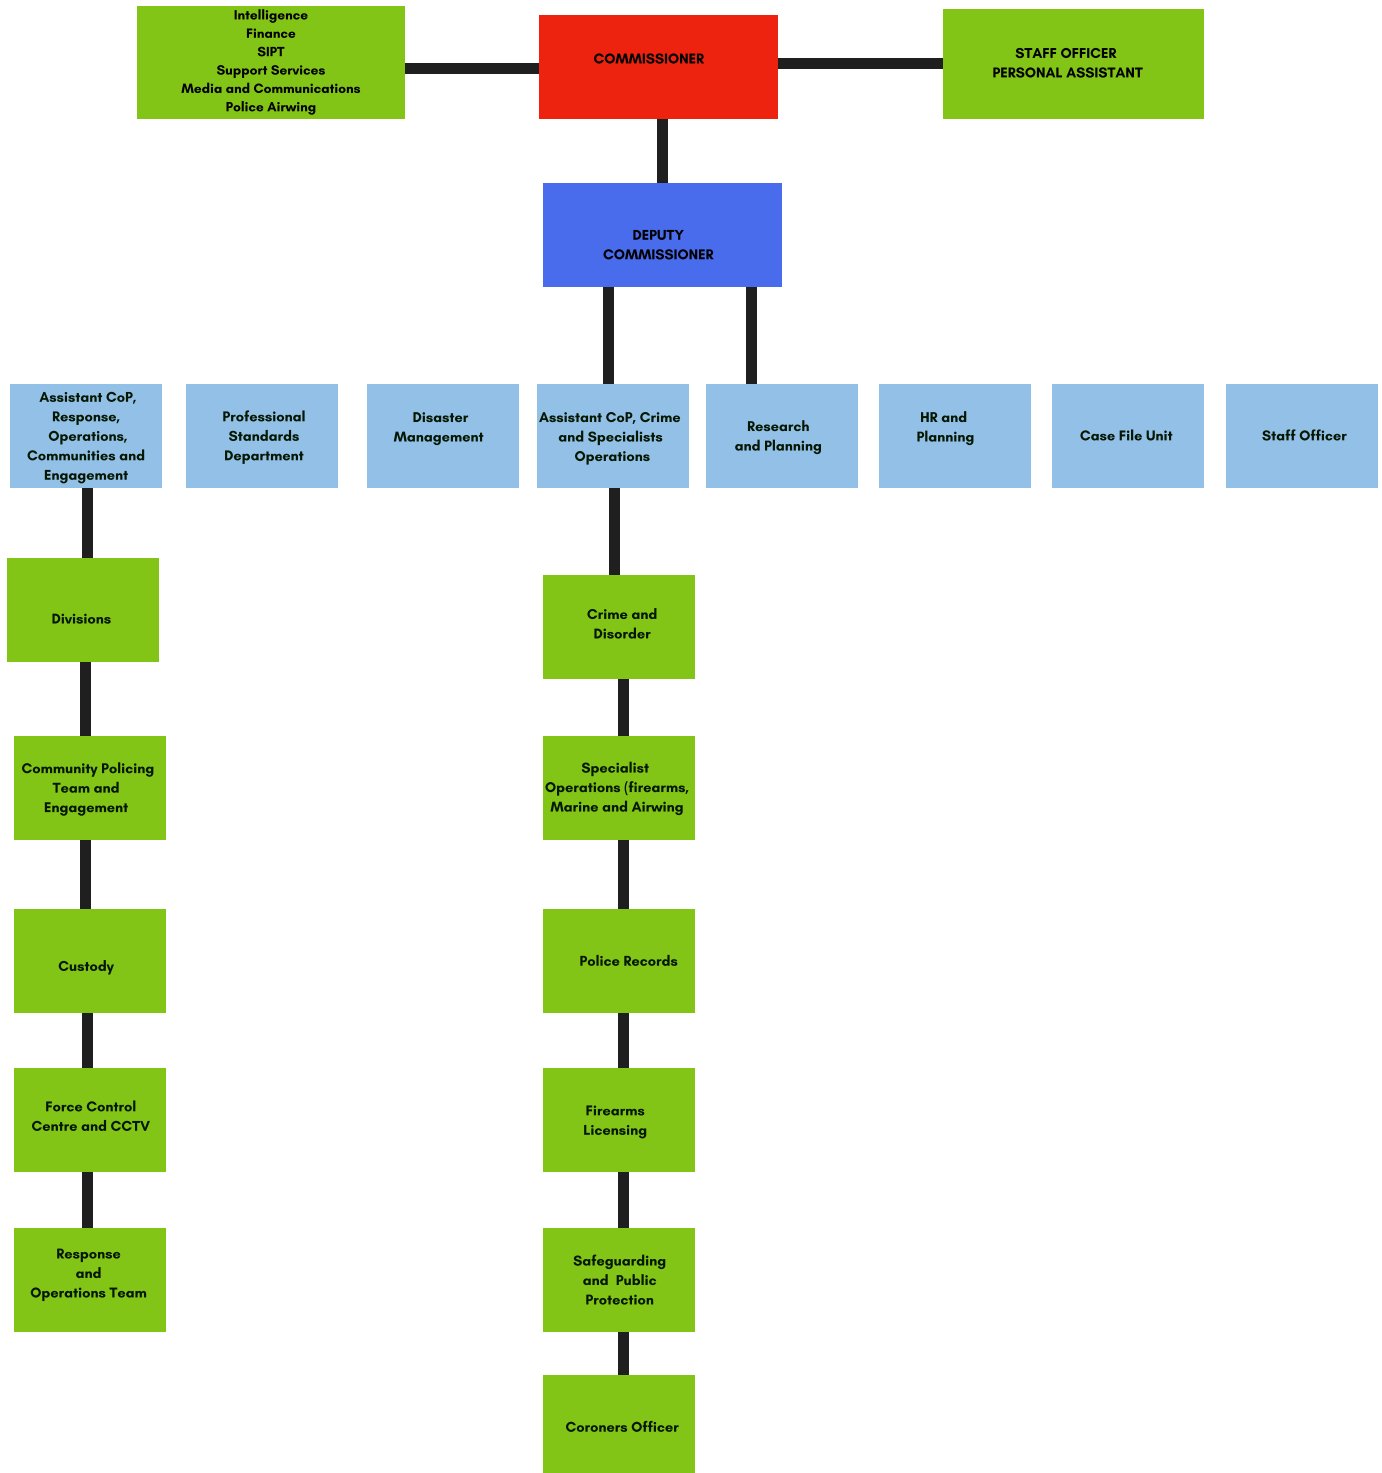 Intelligence
Finance
SIPT
Support Services
Media and Communications
Police Airwing
COMMISSIONER
STAFF OFFICER
PERSONAL ASSISTANT
DEPUTY
COMMISSIONER
Assistant CoP,
Response,
Operations,
Communities and
Engagement
Professional
Standards
Department
Disaster
Management
Assistant CoP, Crime
and Specialists
Operations
Research
and Planning
HR and
Planning
Case File Unit
Staff Officer
Divisions
Crime and
Disorder
Community Policing
Team and
Engagement
Specialist
Operations (firearms,
Marine and Airwing
Custody
Police Records
Force Control
Centre and CCTV
Firearms
Licensing
Response
and
Operations Team
Safeguarding
and Public
Protection
Coroners Officer